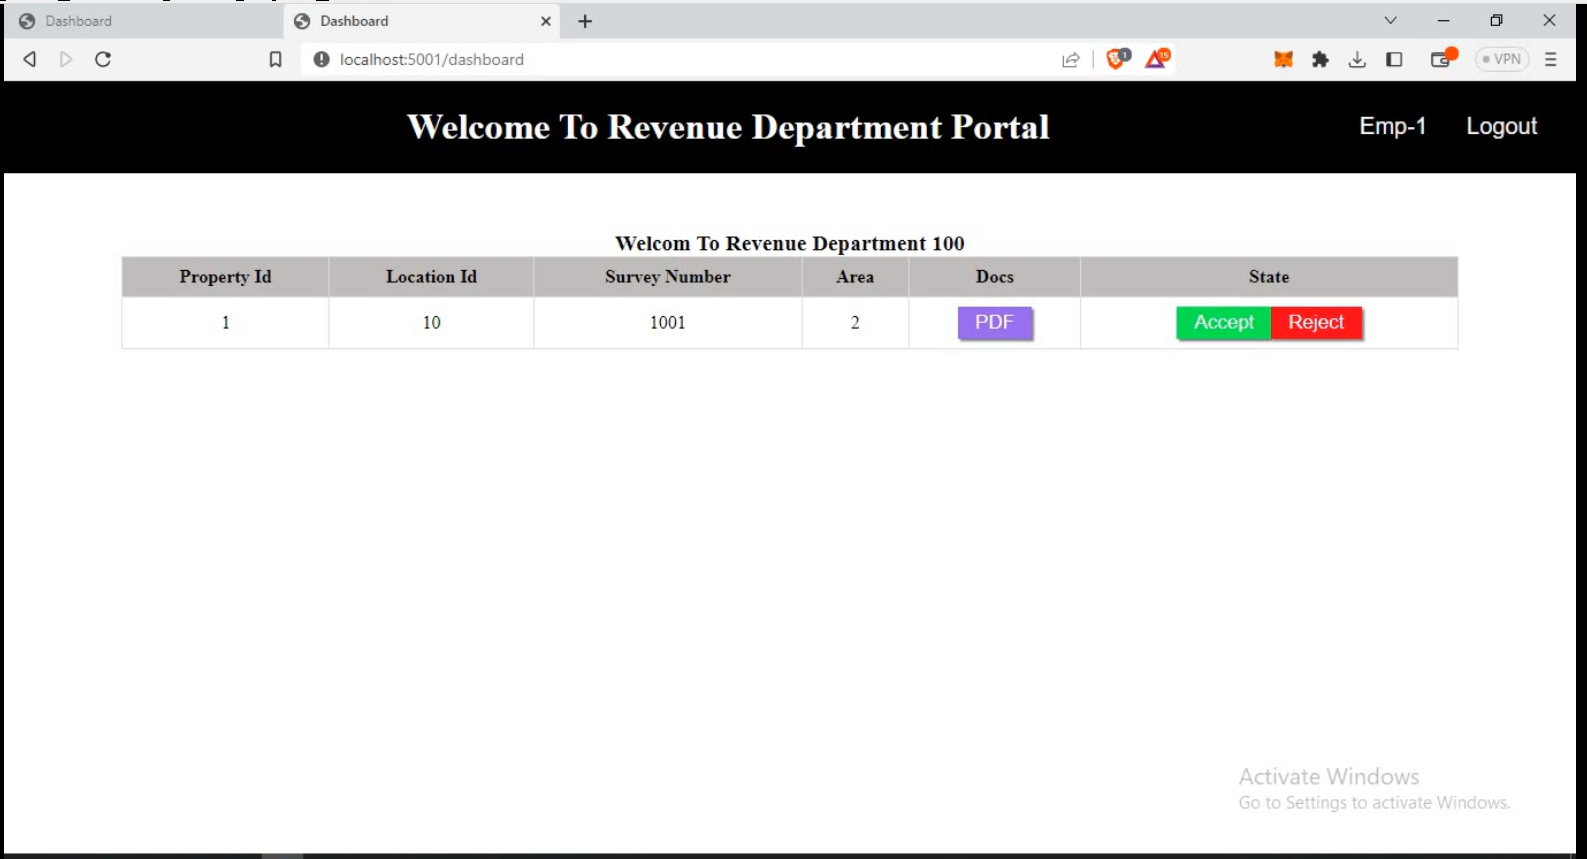 Dashboard Dashboard
localhost:5001/dashboard 1 15 VPN
Welcome To Revenue Department Portal Emp-1 Logout
Welcom To Revenue Department 100
Property Id Location Id Survey Number Area Docs State
1 10 1001 2 PDF Accept Reject
Activate Windows
Go to Settings to activate Windows.